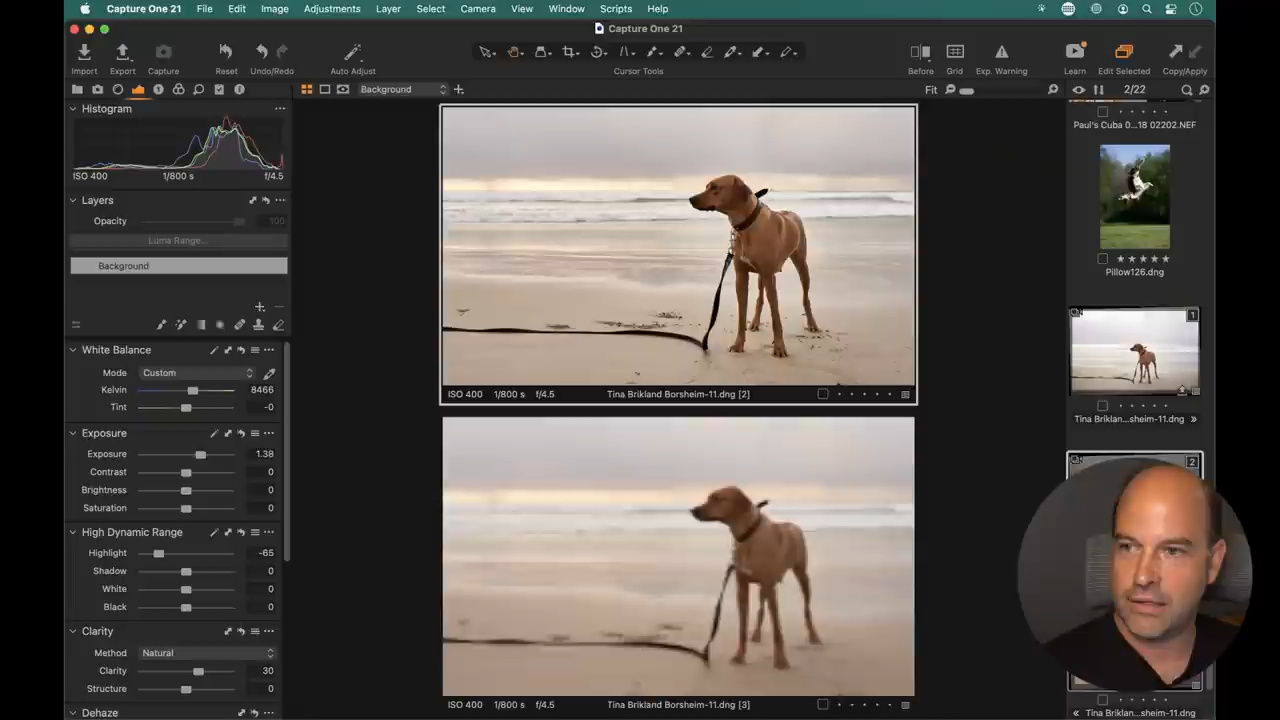 Capture One 21 File Edit Image Adjustments Layer Select Camera View Window Scripts Help
Capture One 21
Import Export Capture Reset Undo/Redo Auto Adjust Cursor Tools Before Grid Exp. Warning Learn Edit Selected Copy/Apply
Background Fit 2/22
Histogram
ISO 400 1/800 s f/4.5
Layers
Opacity 100
Luma Range...
Background
White Balance
Mode Custom
Kelvin 8466
Tint -0
Exposure
Exposure 1.38
Contrast 0
Brightness 0
Saturation 0
High Dynamic Range
Highlight -65
Shadow 0
White 0
Black 0
Clarity
Method Natural
Clarity 30
Structure 0
Dehaze
ISO 400 1/800 s f/4.5 Tina Brikland Borsheim-11.dng [2]
ISO 400 1/800 s f/4.5 Tina Brikland Borsheim-11.dng [3]
Paul's Cuba 0...18 02202.NEF
Pillow126.dng
1
Tina Briklan...sheim-11.dng »
2
« Tina Briklan...sheim-11.dng